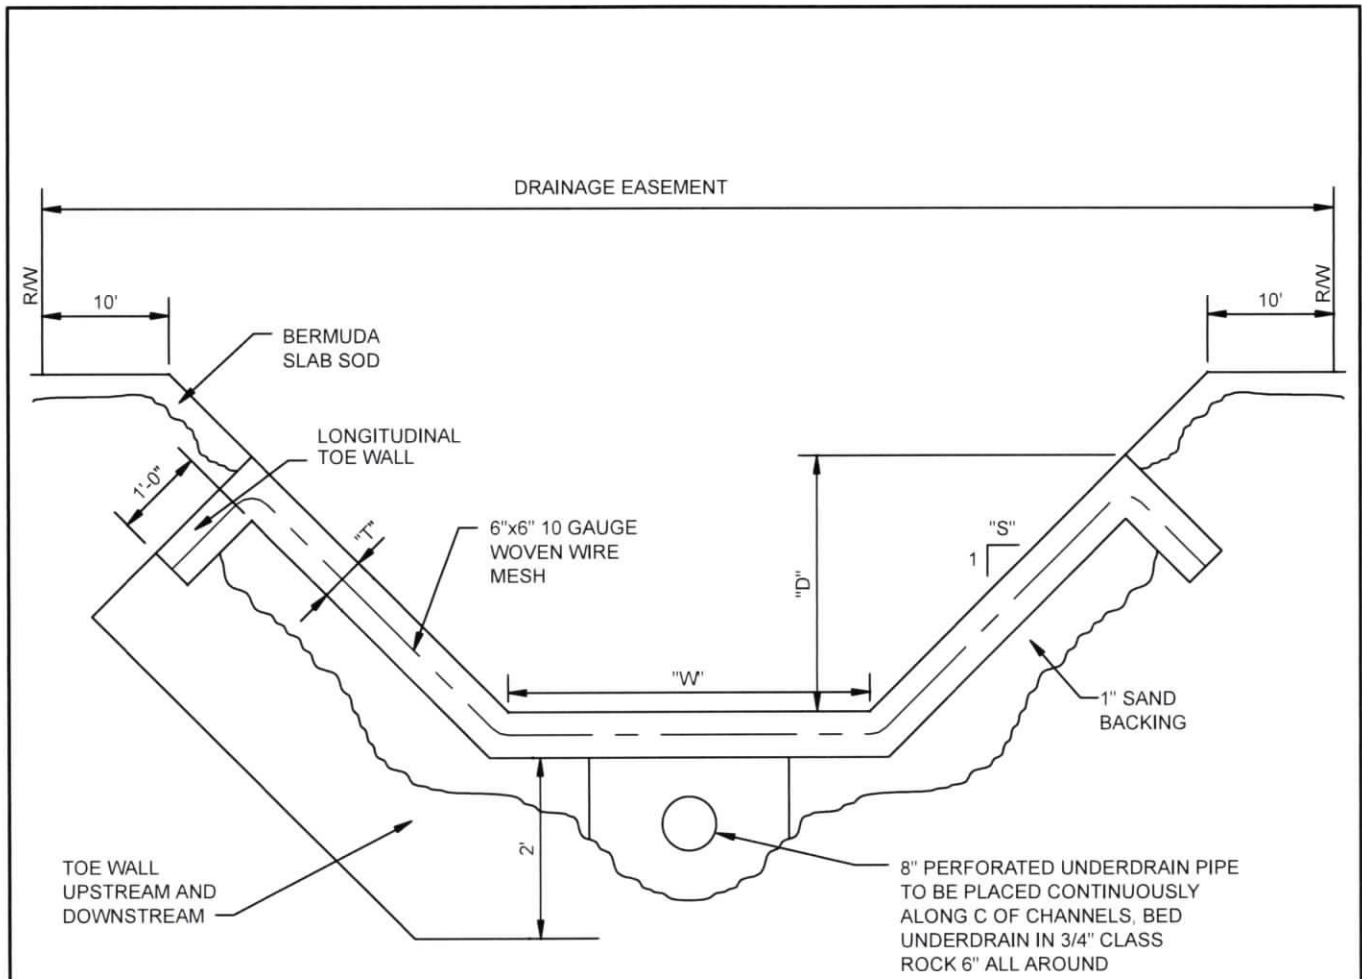 DRAINAGE EASEMENT
R/W
10'
10'
R/W
BERMUDA
SLAB SOD
LONGITUDINAL
TOE WALL
1'-0"
"T"
6"x6" 10 GAUGE
WOVEN WIRE
MESH
"D"
"S"
1
"W"
1" SAND
BACKING
2'
TOE WALL
UPSTREAM AND
DOWNSTREAM
8" PERFORATED UNDERDRAIN PIPE
TO BE PLACED CONTINUOUSLY
ALONG C OF CHANNELS, BED
UNDERDRAIN IN 3/4" CLASS
ROCK 6" ALL AROUND